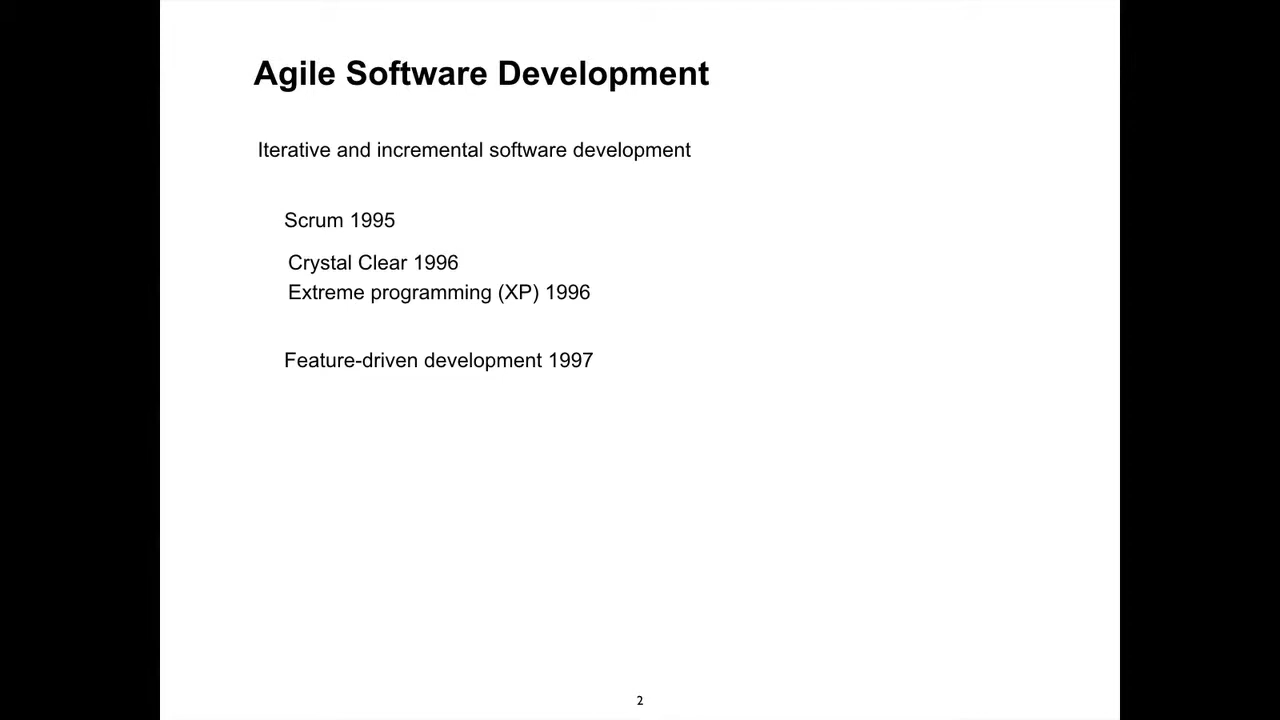 Agile Software Development
Iterative and incremental software development
Scrum 1995
Crystal Clear 1996
Extreme programming (XP) 1996
Feature-driven development 1997
2